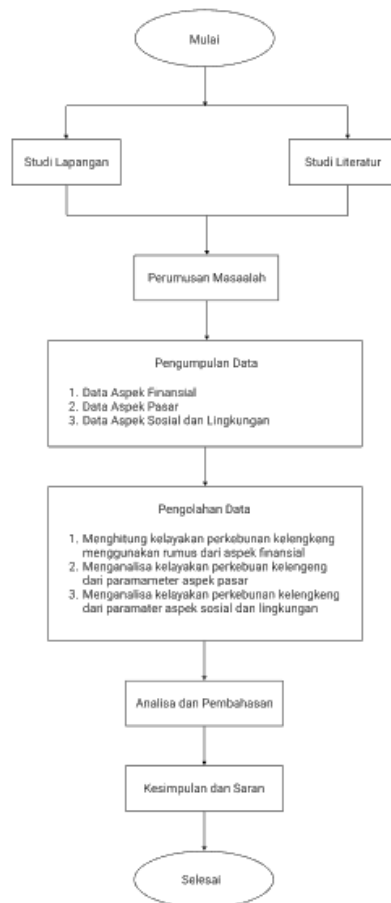 Mulai
Studi Lapangan
Studi Literatur
Perumusan Masaalah
Pengumpulan Data
1. Data Aspek Finansial
2. Data Aspek Pasar
3. Data Aspek Sosial dan Lingkungan
Pengolahan Data
1. Menghitung kelayakan perkebunan kelengkeng
menggunakan rumus dari aspek finansial
2. Menganalisa kelayakan perkebuan kelengeng
dari paramameter aspek pasar
3. Menganalisa kelayakan perkebunan kelengkeng
dari paramater aspek sosial dan lingkungan
Analisa dan Pembahasan
Kesimpulan dan Saran
Selesai